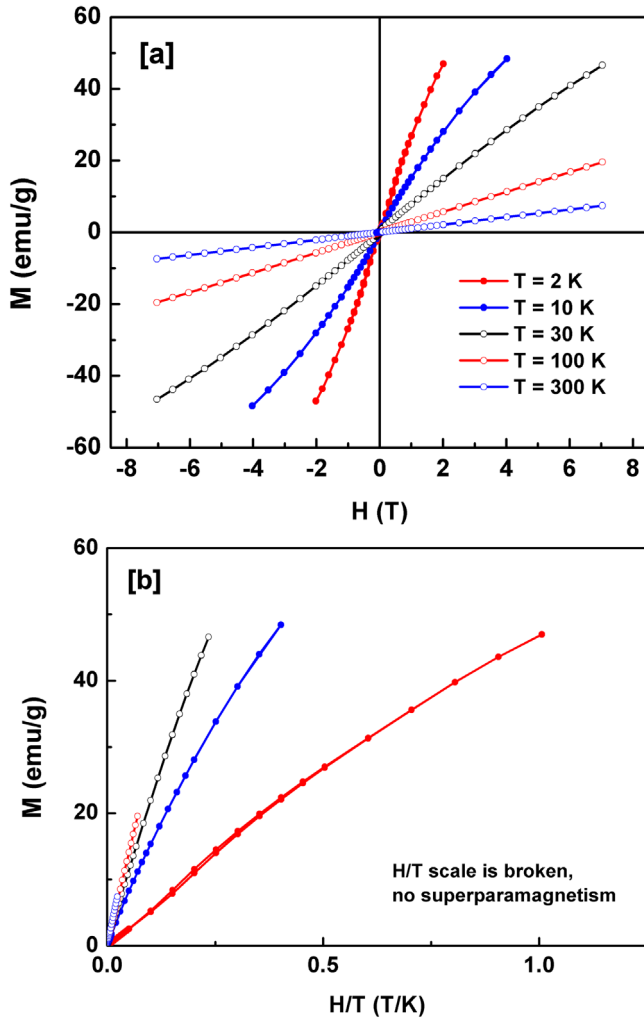 60
[a]
40
20
0
-20
-40
-60
M (emu/g)
T = 2 K
T = 10 K
T = 30 K
T = 100 K
T = 300 K
-8 -6 -4 -2 0 2 4 6 8
H (T)
60
[b]
40
20
0
M (emu/g)
H/T scale is broken,
no superparamagnetism
0.0 0.5 1.0
H/T (T/K)